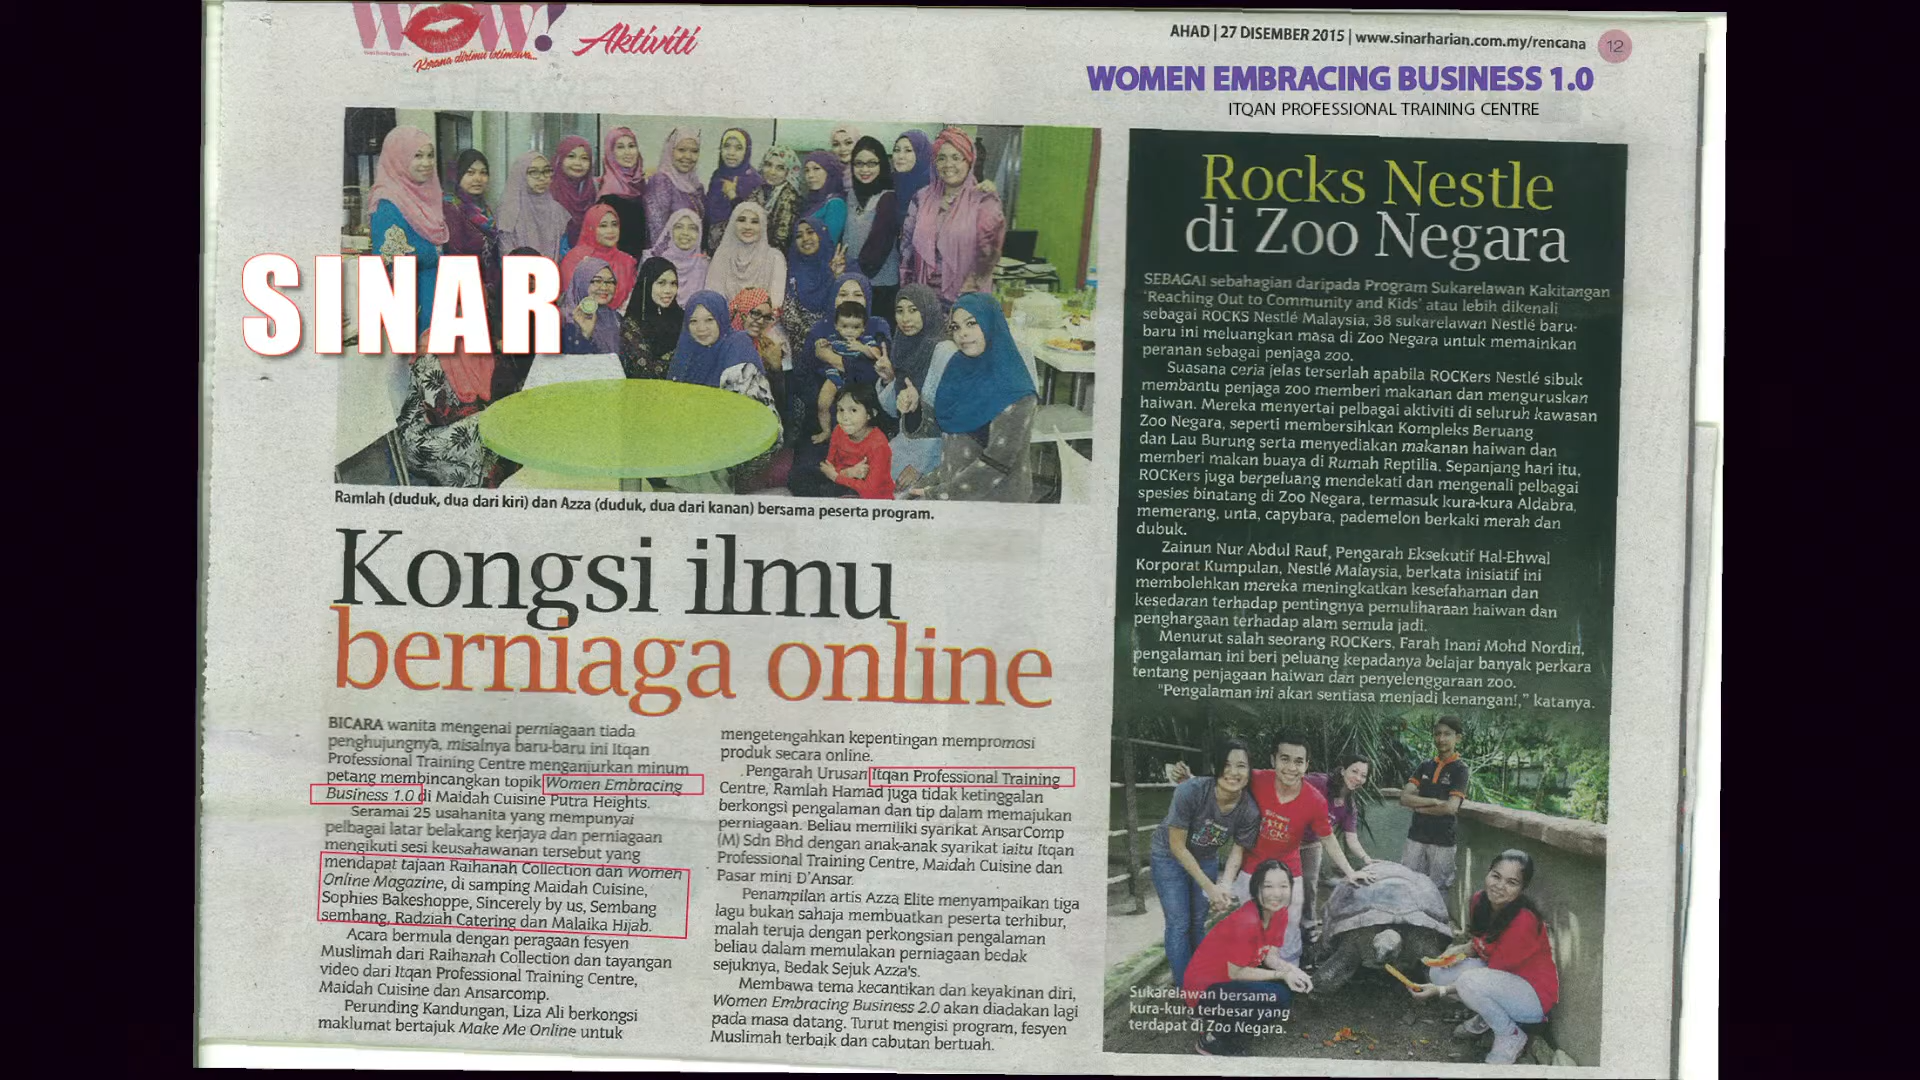 WOW!
Kerana dirimu istimewa...
Aktiviti
AHAD | 27 DISEMBER 2015 | www.sinarharian.com.my/rencana 12
WOMEN EMBRACING BUSINESS 1.0
ITQAN PROFESSIONAL TRAINING CENTRE
SINAR
Ramlah (duduk, dua dari kiri) dan Azza (duduk, dua dari kanan) bersama peserta program.
Kongsi ilmu
berniaga online
BICARA wanita mengenai perniagaan tiada
penghujungnya, misalnya baru-baru ini Itqan
Professional Training Centre menganjurkan minum
petang membincangkan topik Women Embracing
Business 1.0 di Maidah Cuisine Putra Heights.
Seramai 25 usahanita yang mempunyai
pelbagai latar belakang kerjaya dan perniagaan
mengikuti sesi keusahawanan tersebut yang
mendapat tajaan Raihanah Collection dan Women
Online Magazine, di samping Maidah Cuisine,
Sophies Bakeshoppe, Sincerely by us, Sembang
sembang, Radziah Catering dan Malaika Hijab.
Acara bermula dengan peragaan fesyen
Muslimah dari Raihanah Collection dan tayangan
video dari Itqan Professional Training Centre,
Maidah Cuisine dan Ansarcomp.
Perunding Kandungan, Liza Ali berkongsi
maklumat bertajuk Make Me Online untuk
mengetengahkan kepentingan mempromosi
produk secara online.
Pengarah Urusan Itqan Professional Training
Centre, Ramlah Hamad juga tidak ketinggalan
berkongsi pengalaman dan tip dalam memajukan
perniagaan. Beliau memiliki syarikat AnsarComp
(M) Sdn Bhd dengan anak-anak syarikat iaitu Itqan
Professional Training Centre, Maidah Cuisine dan
Pasar mini D'Ansar.
Penampilan artis Azza Elite menyampaikan tiga
lagu bukan sahaja membuatkan peserta terhibur,
malah teruja dengan perkongsian pengalaman
beliau dalam memulakan perniagaan bedak
sejuknya, Bedak Sejuk Azza's.
Membawa tema kecantikan dan keyakinan diri,
Women Embracing Business 2.0 akan diadakan lagi
pada masa datang. Turut mengisi program, fesyen
Muslimah terbaik dan cabutan bertuah.
Rocks Nestle
di Zoo Negara
SEBAGAI sebahagian daripada Program Sukarelawan Kakitangan
'Reaching Out to Community and Kids' atau lebih dikenali
sebagai ROCKS Nestlé Malaysia, 38 sukarelawan Nestlé baru-
baru ini meluangkan masa di Zoo Negara untuk memainkan
peranan sebagai penjaga zoo.
Suasana ceria jelas terserlah apabila ROCKers Nestlé sibuk
membantu penjaga zoo memberi makanan dan menguruskan
haiwan. Mereka menyertai pelbagai aktiviti di seluruh kawasan
Zoo Negara, seperti membersihkan Kompleks Beruang
dan Lau Burung serta menyediakan makanan haiwan dan
memberi makan buaya di Rumah Reptilia. Sepanjang hari itu,
ROCKers juga berpeluang mendekati dan mengenali pelbagai
spesies binatang di Zoo Negara, termasuk kura-kura Aldabra,
memerang, unta, capybara, pademelon berkaki merah dan
dubuk.
Zainun Nur Abdul Rauf, Pengarah Eksekutif Hal-Ehwal
Korporat Kumpulan, Nestlé Malaysia, berkata inisiatif ini
membolehkan mereka meningkatkan kesefahaman dan
kesedaran terhadap pentingnya pemuliharaan haiwan dan
penghargaan terhadap alam semula jadi.
Menurut salah seorang ROCKers, Farah Inani Mohd Nordin,
pengalaman ini beri peluang kepadanya belajar banyak perkara
tentang penjagaan haiwan dan penyelenggaraan zoo.
"Pengalaman ini akan sentiasa menjadi kenangan!," katanya.
Sukarelawan bersama
kura-kura terbesar yang
terdapat di Zoo Negara.